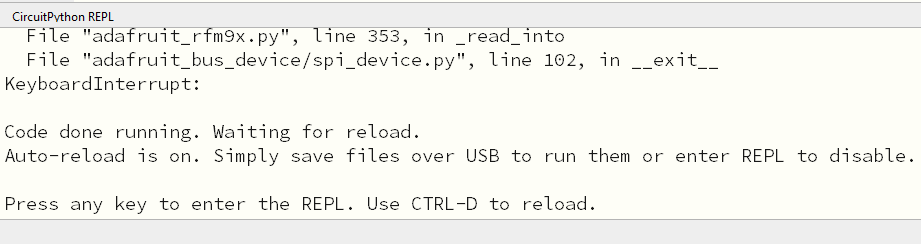 CircuitPython REPL
File "adafruit_rfm9x.py", line 353, in _read_into
File "adafruit_bus_device/spi_device.py", line 102, in __exit__
KeyboardInterrupt:
Code done running. Waiting for reload.
Auto-reload is on. Simply save files over USB to run them or enter REPL to disable.
Press any key to enter the REPL. Use CTRL-D to reload.